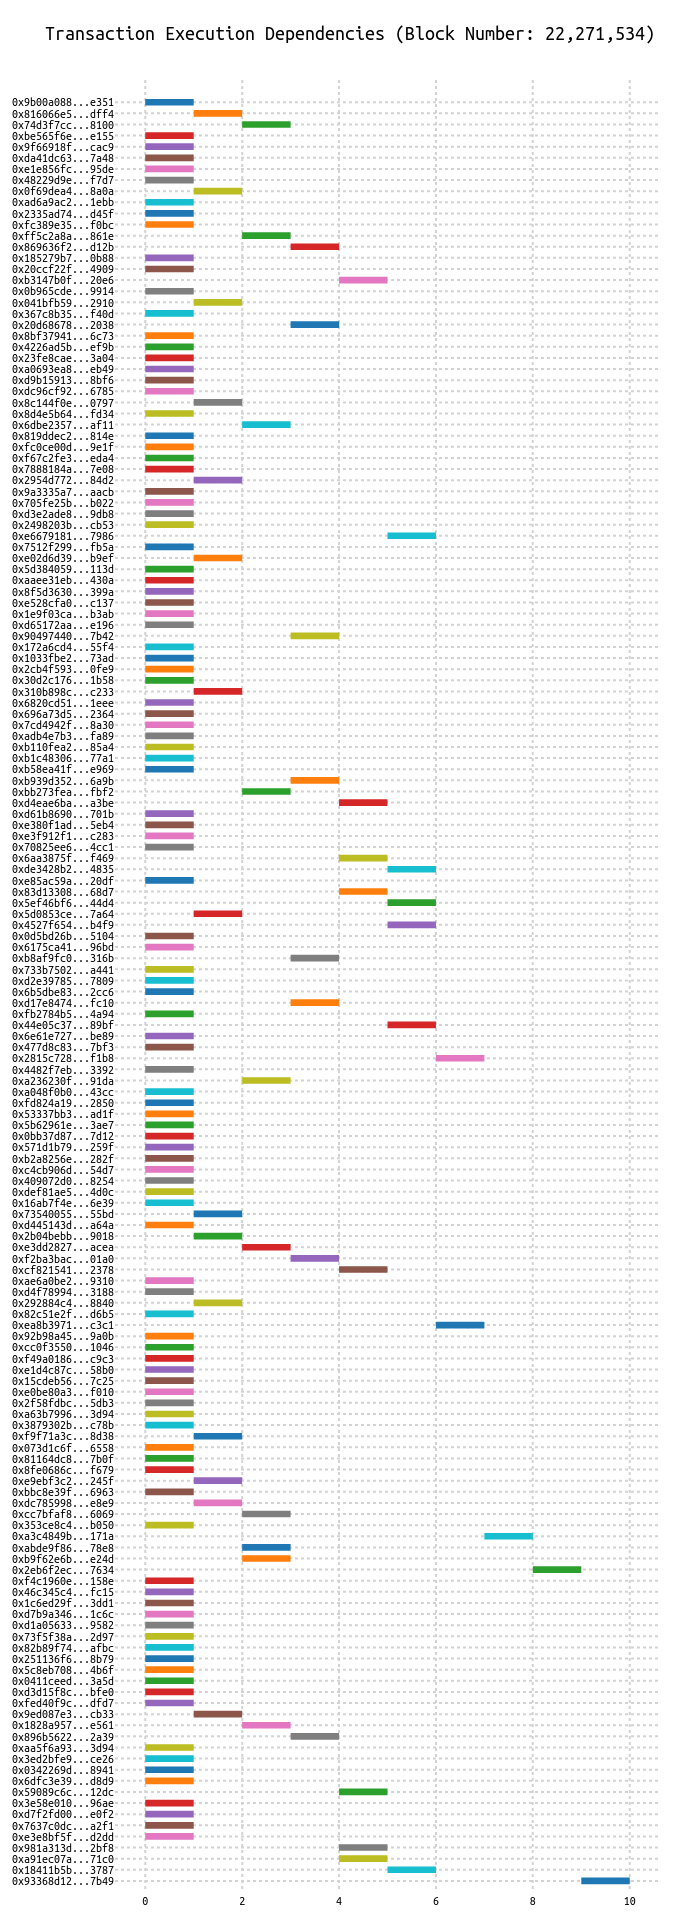 Transaction Execution Dependencies (Block Number: 22,271,534)
0x9b00a088...e351
0x816066e5...dff4
0x74d3f7cc...8100
0xbe565f6e...e155
0x9f66918f...cac9
0xda41dc63...7a48
0xe1e856fc...95de
0x48229d9e...f7d7
0x0f69dea4...8a0a
0xad6a9ac2...1ebb
0x2335ad74...d45f
0xfc389e35...f0bc
0xff5c2a8a...861e
0x869636f2...d12b
0x185279b7...0b88
0x20ccf22f...4909
0xb3147b0f...20e6
0x0b965cde...9914
0x041bfb59...2910
0x367c8b35...f40d
0x20d68678...2038
0x8bf37941...6c73
0x4226ad5b...ef9b
0x23fe8cae...3a04
0xa0693ea8...eb49
0xd9b15913...8bf6
0xdc96cf92...6785
0x8c144f0e...0797
0x8d4e5b64...fd34
0x6dbe2357...af11
0x819ddec2...814e
0xfc0ce00d...9e1f
0xf67c2fe3...eda4
0x7888184a...7e08
0x2954d772...84d2
0x9a3335a7...aacb
0x705fe25b...b022
0xd3e2ade8...9db8
0x2498203b...cb53
0xe6679181...7986
0x7512f299...fb5a
0xe02d6d39...b9ef
0x5d384059...113d
0xaaee31eb...430a
0x8f5d3630...399a
0xe528cfa0...c137
0x1e9f03ca...b3ab
0xd65172aa...e196
0x90497440...7b42
0x172a6cd4...55f4
0x1033fbe2...73ad
0x2cb4f593...0fe9
0x30d2c176...1b58
0x310b898c...c233
0x6820cd51...1eee
0x696a73d5...2364
0x7cd4942f...8a30
0xadb4e7b3...fa89
0xb110fea2...85a4
0xb1c48306...77a1
0xb58ea41f...e969
0xb939d352...6a9b
0xbb273fea...fbf2
0xd4eae6ba...a3be
0xd61b8690...701b
0xe380f1ad...5eb4
0xe3f912f1...c283
0x70825ee6...4cc1
0x6aa3875f...f469
0xde3428b2...4835
0xe85ac59a...20df
0x83d13308...68d7
0x5ef46bf6...44d4
0x5d0853ce...7a64
0x4527f654...b4f9
0x0d5bd26b...5104
0x6175ca41...96bd
0xb8af9fc0...316b
0x733b7502...a441
0xd2e39785...7809
0x6b5dbe83...2cc6
0xd17e8474...fc10
0xfb2784b5...4a94
0x44e05c37...89bf
0x6e61e727...be89
0x477d8c83...7bf3
0x2815c728...f1b8
0x4482f7eb...3392
0xa236230f...91da
0xa048f0b0...43cc
0xfd824a19...2850
0x53337bb3...ad1f
0x5b62961e...3ae7
0x0bb37d87...7d12
0x571d1b79...259f
0xb2a8256e...282f
0xc4cb906d...54d7
0x409072d0...8254
0xdef81ae5...4d0c
0x16ab7f4e...6e39
0x73540055...55bd
0xd445143d...a64a
0x2b04bebb...9018
0xe3dd2827...acea
0xf2ba3bac...01a0
0xcf821541...2378
0xae6a0be2...9310
0xd4f78994...3188
0x292884c4...8840
0x82c51e2f...d6b5
0xea8b3971...c3c1
0x92b98a45...9a0b
0xcc0f3550...1046
0xf49a0186...c9c3
0xe1d4c87c...58b0
0x15cdeb56...7c25
0xe0be80a3...f010
0x2f58fdbc...5db3
0xa63b7996...3d94
0x3879302b...c78b
0xf9f71a3c...8d38
0x073d1c6f...6558
0x81164dc8...7b0f
0x8fe0686c...f679
0xe9ebf3c2...245f
0xbbc8e39f...6963
0xdc785998...e8e9
0xcc7bfaf8...6069
0x353ce8c4...b050
0xa3c4849b...171a
0xabde9f86...78e8
0xb9f62e6b...e24d
0x2eb6f2ec...7634
0xf4c1960e...158e
0x46c345c4...fc15
0x1c6ed29f...3dd1
0xd7b9a346...1c6c
0xd1a05633...9582
0x73f5f38a...2d97
0x82b89f74...afbc
0x251136f6...8b79
0x5c8eb708...4b6f
0x0411ceed...3a5d
0xd3d15f8c...bfe0
0xfed40f9c...dfd7
0x9ed087e3...cb33
0x1828a957...e561
0x896b5622...2a39
0xaa5f6a93...3d94
0x3ed2bfe9...ce26
0x0342269d...8941
0x6dfc3e39...d8d9
0x59089c6c...12dc
0x3e58e010...96ae
0xd7f2fd00...e0f2
0x7637c0dc...a2f1
0xe3e8bf5f...d2dd
0x981a313d...2bf8
0xa91ec07a...71c0
0x18411b5b...3787
0x93368d12...7b49
0 2 4 6 8 10